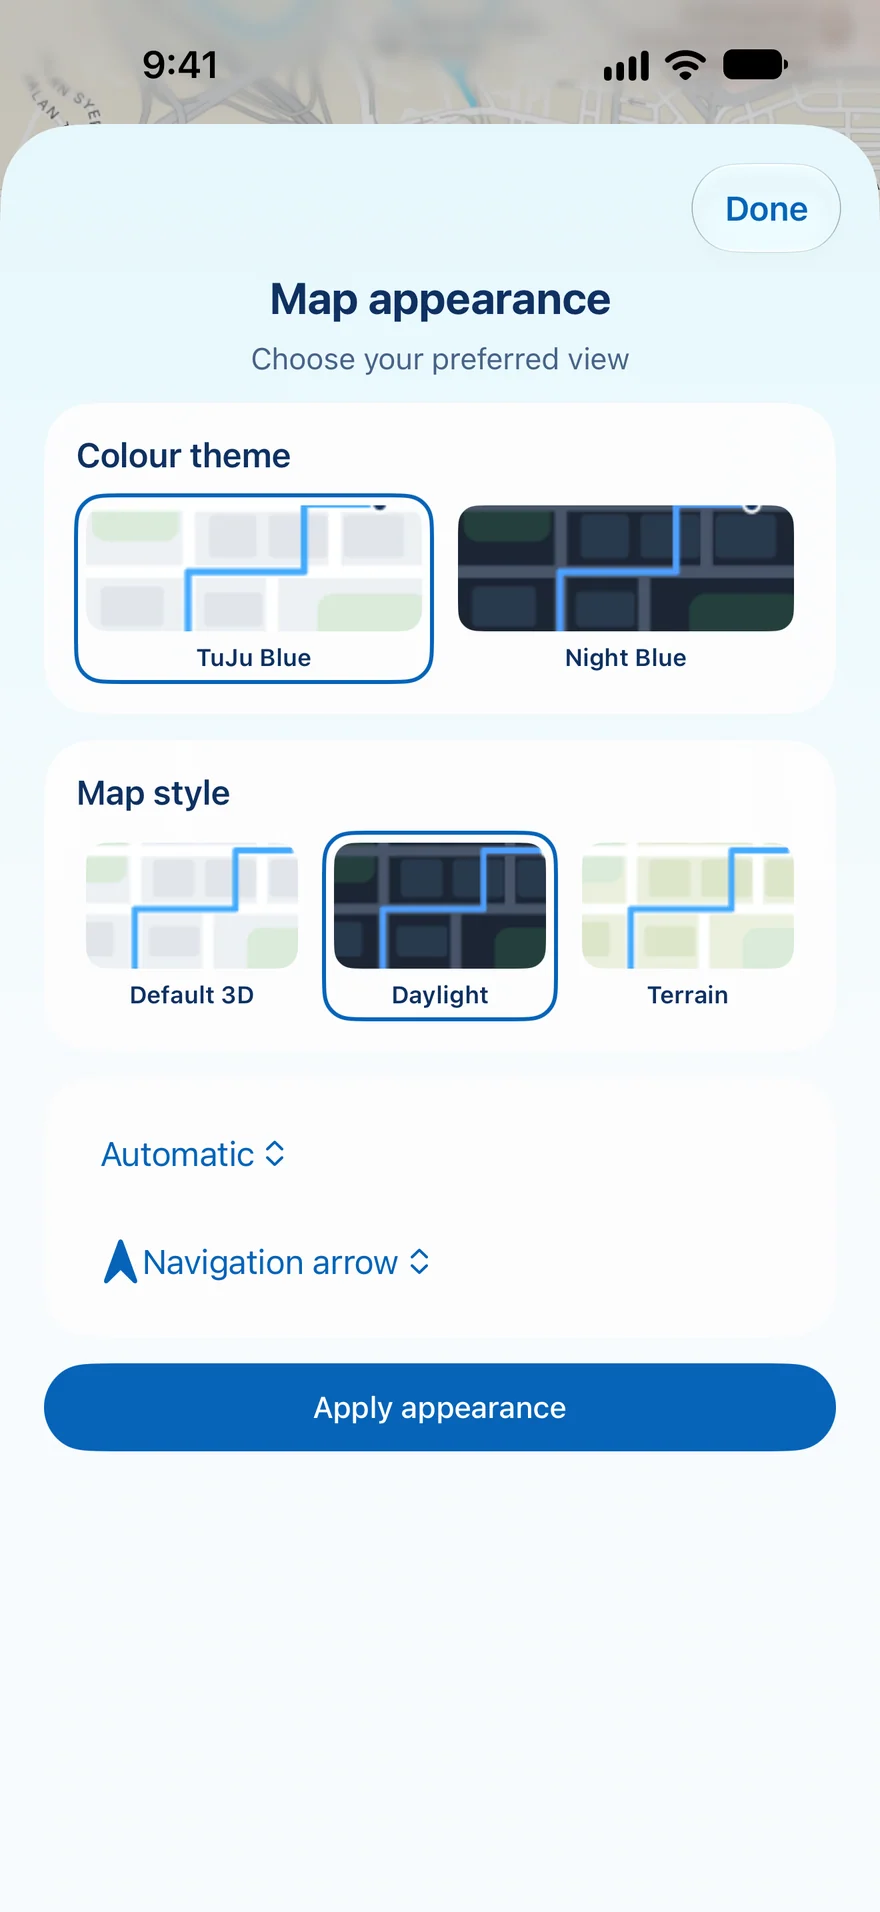 9:41
Done
Map appearance
Choose your preferred view
Colour theme
TuJu Blue
Night Blue
Map style
Default 3D
Daylight
Terrain
Automatic
Navigation arrow
Apply appearance